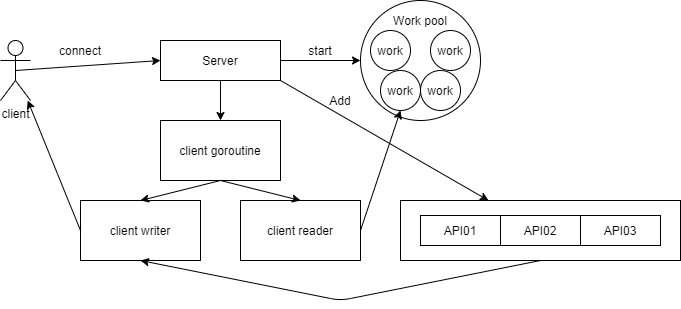 Work pool
connect
Server
start
work
work
work
work
Add
client
client goroutine
client writer
client reader
API01
API02
API03